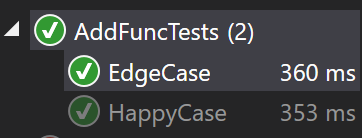 AddFuncTests (2)
EdgeCase 360 ms
HappyCase 353 ms